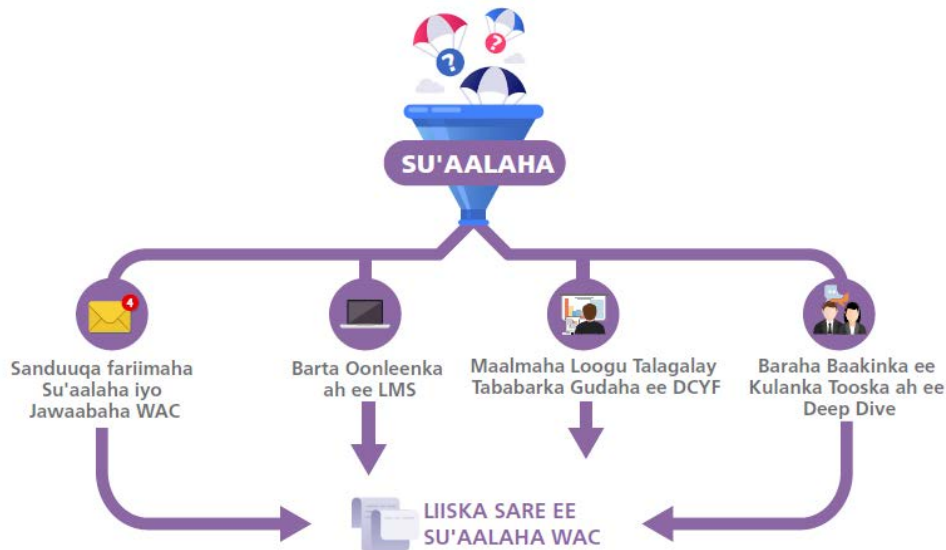 ?
?
SU'AALAHA
4
Sanduuqa fariimaha
Su'aalaha iyo
Jawaabaha WAC
Barta Oonleenka
ah ee LMS
Maalmaha Loogu Talagalay
Tababarka Gudaha ee DCYF
Baraha Baakinka ee
Kulanka Tooska ah ee
Deep Dive
LIISKA SARE EE
SU'AALAHA WAC